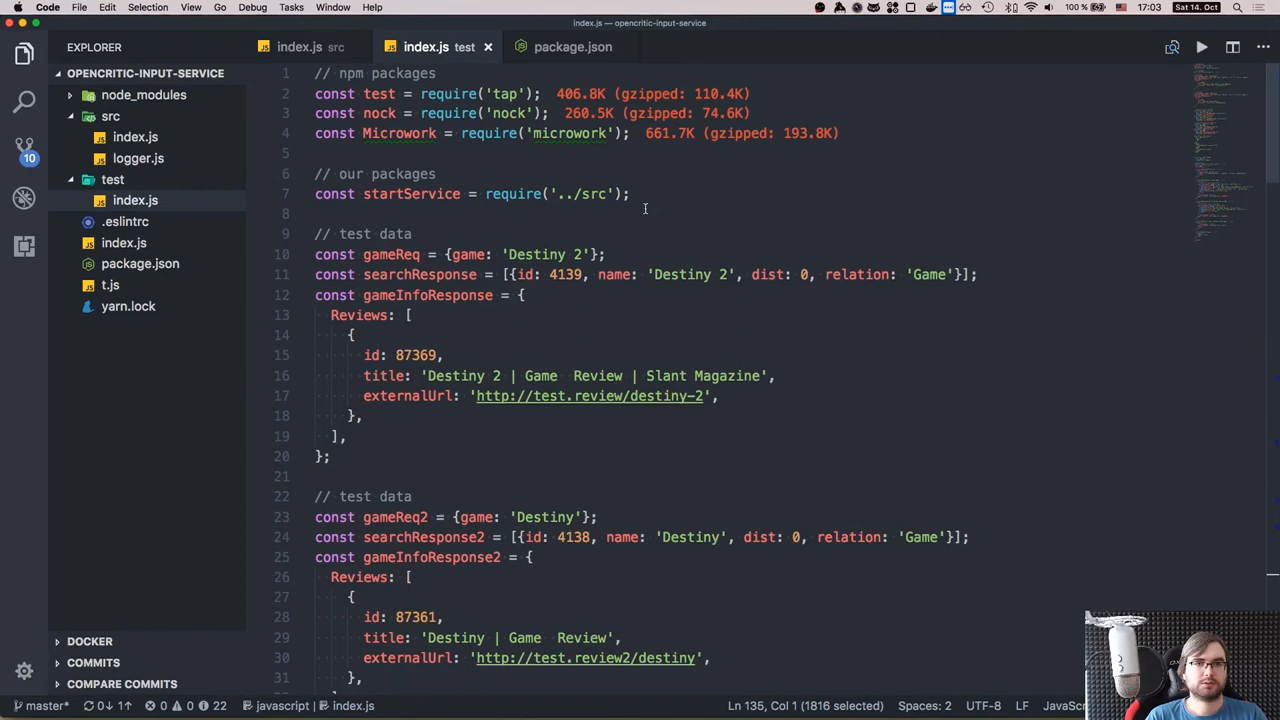 Code File Edit Selection View Go Debug Tasks Window Help
100% 17:03 Sat 14. Oct
index.js — opencritic-input-service
EXPLORER
index.js src
index.js test
package.json
OPENCRITIC-INPUT-SERVICE
node_modules
src
index.js
logger.js
test
index.js
.eslintrc
index.js
package.json
t.js
yarn.lock
10
DOCKER
COMMITS
COMPARE COMMITS
1 // npm packages
2 const test = require('tap'); 406.8K (gzipped: 110.4K)
3 const nock = require('nock'); 260.5K (gzipped: 74.6K)
4 const Microwork = require('microwork'); 661.7K (gzipped: 193.8K)
5
6 // our packages
7 const startService = require('../src');
8
9 // test data
10 const gameReq = {game: 'Destiny 2'};
11 const searchResponse = [{id: 4139, name: 'Destiny 2', dist: 0, relation: 'Game'}];
12 const gameInfoResponse = {
13 Reviews: [
14 {
15 id: 87369,
16 title: 'Destiny 2 | Game  Review | Slant Magazine',
17 externalUrl: 'http://test.review/destiny-2',
18 },
19 ],
20 };
21
22 // test data
23 const gameReq2 = {game: 'Destiny'};
24 const searchResponse2 = [{id: 4138, name: 'Destiny', dist: 0, relation: 'Game'}];
25 const gameInfoResponse2 = {
26 Reviews: [
27 {
28 id: 87361,
29 title: 'Destiny | Game  Review',
30 externalUrl: 'http://test.review2/destiny',
31 },
master* 0↓ 1↑ 0 0 22 javascript | index.js
Ln 135, Col 1 (1816 selected) Spaces: 2 UTF-8 LF JavaScr